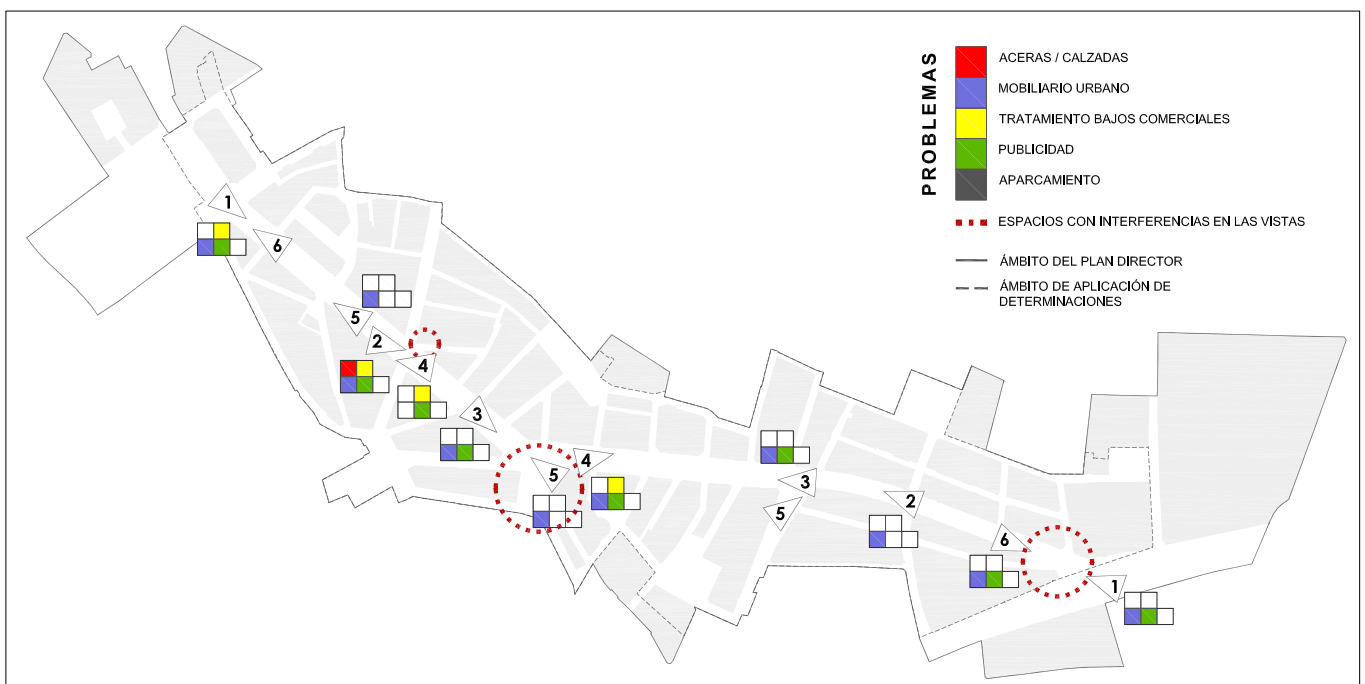 PROBLEMAS
ACERAS / CALZADAS
MOBILIARIO URBANO
TRATAMIENTO BAJOS COMERCIALES
PUBLICIDAD
APARCAMIENTO
ESPACIOS CON INTERFERENCIAS EN LAS VISTAS
ÁMBITO DEL PLAN DIRECTOR
ÁMBITO DE APLICACIÓN DE
DETERMINACIONES
1
6
5
2
4
3
4
5
3
5
2
6
1